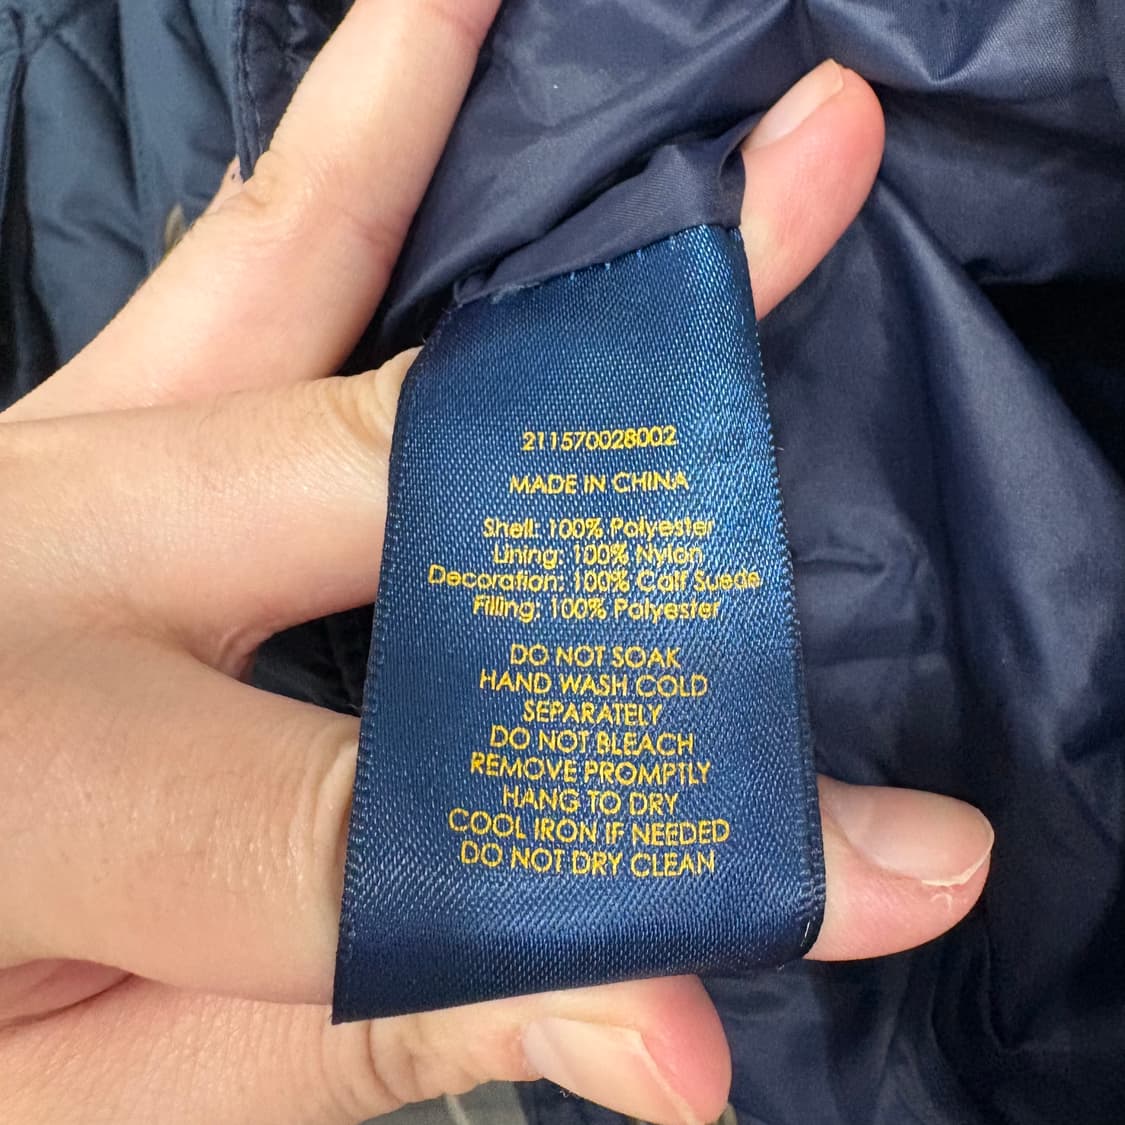 211570028002
MADE IN CHINA
Shell: 100% Polyester
Lining: 100% Nylon
Decoration: 100% Calf Suede
Filling: 100% Polyester
DO NOT SOAK
HAND WASH COLD
SEPARATELY
DO NOT BLEACH
REMOVE PROMPTLY
HANG TO DRY
COOL IRON IF NEEDED
DO NOT DRY CLEAN